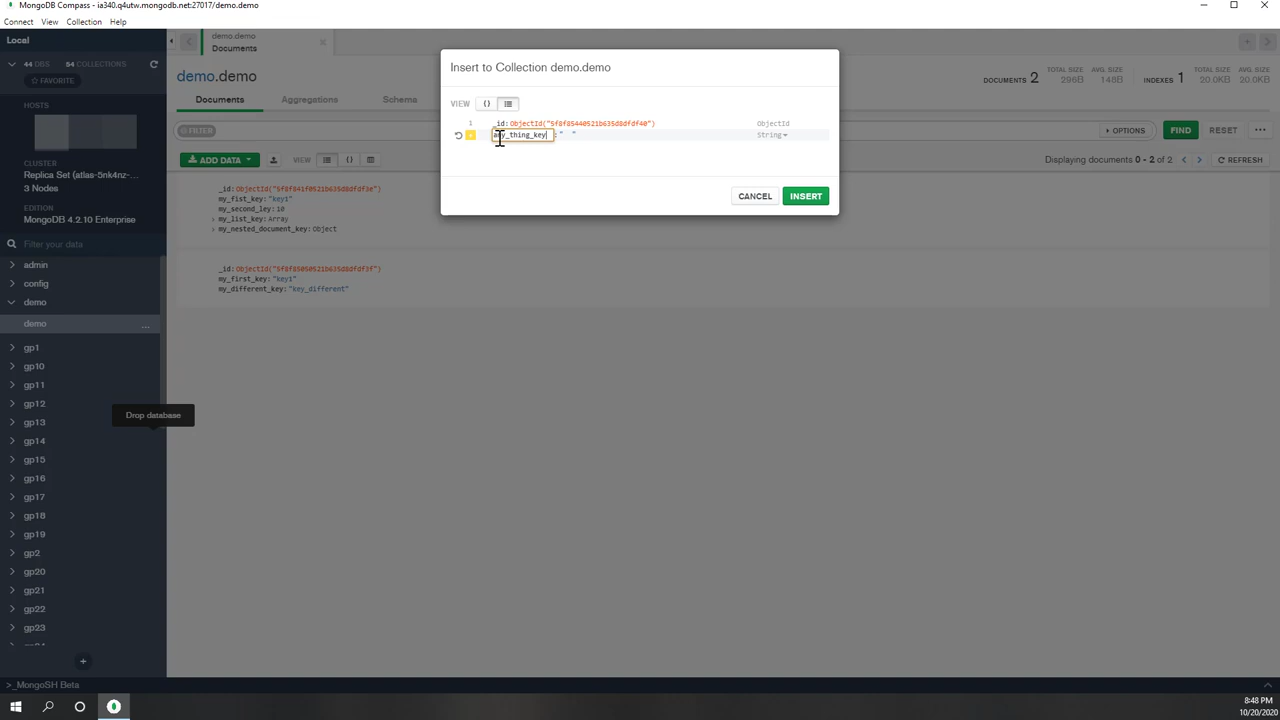 MongoDB Compass - ia340.q4utw.mongodb.net:27017/demo.demo
Connect View Collection Help
Local
44 DBS 54 COLLECTIONS
FAVORITE
HOSTS
CLUSTER
Replica Set (atlas-5nk4nz-...
3 Nodes
EDITION
MongoDB 4.2.10 Enterprise
Filter your data
admin
config
demo
demo
...
gp1
gp10
gp11
gp12
gp13
gp14
gp15
gp16
gp17
gp18
gp19
gp2
gp20
gp21
gp22
gp23
Drop database
>_MongoSH Beta
demo.demo
Documents
demo.demo
DOCUMENTS 2
TOTAL SIZE
296B
AVG. SIZE
148B
INDEXES 1
TOTAL SIZE
20.0KB
AVG. SIZE
20.0KB
Documents Aggregations Schema
FILTER
OPTIONS FIND RESET ...
ADD DATA VIEW {}
Displaying documents 0 - 2 of 2 REFRESH
_id:ObjectId("5f8f841f0521b635d8dfdf3e")
my_fist_key:"key1"
my_second_ley:10
my_list_key:Array
my_nested_document_key:Object
_id:ObjectId("5f8f85050521b635d8dfdf3f")
my_first_key:"key1"
my_different_key:"key_different"
Insert to Collection demo.demo
VIEW {}
1 _id:ObjectId("5f8f85440521b635d8dfdf40") ObjectId
my_thing_key : " " String
CANCEL INSERT
8:48 PM
10/20/2020